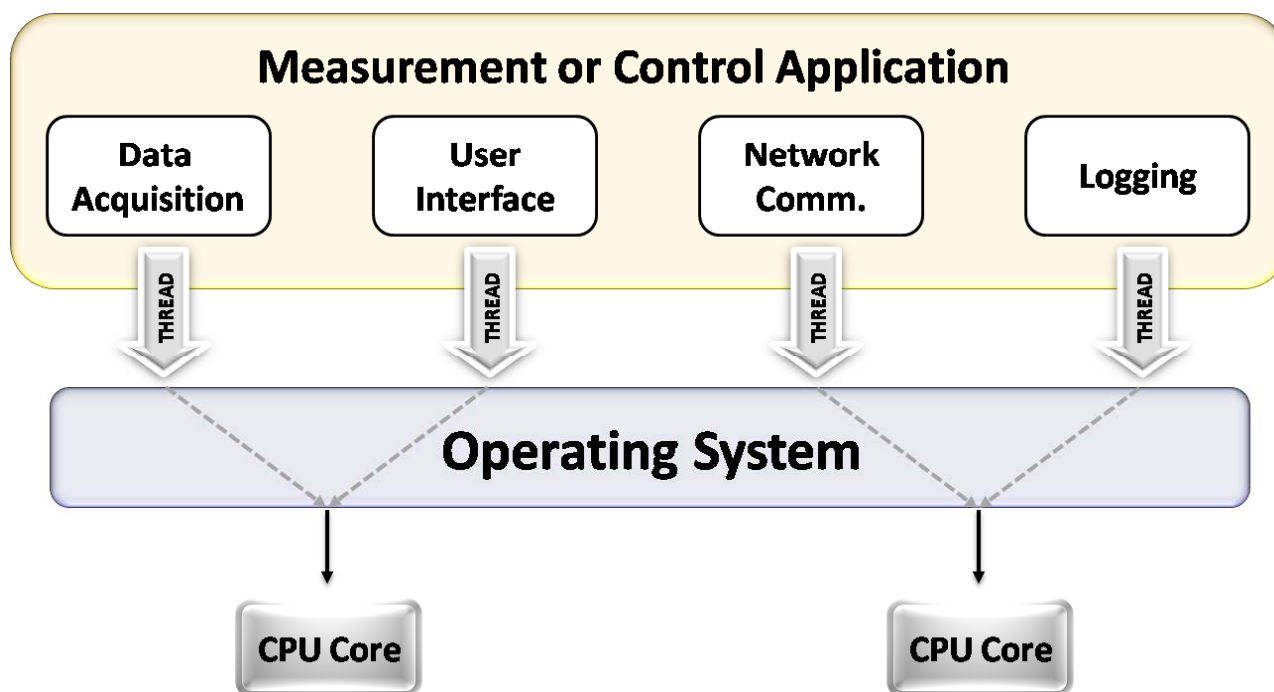 Measurement or Control Application
Data
Acquisition
User
Interface
Network
Comm.
Logging
THREAD
THREAD
THREAD
THREAD
Operating System
CPU Core
CPU Core